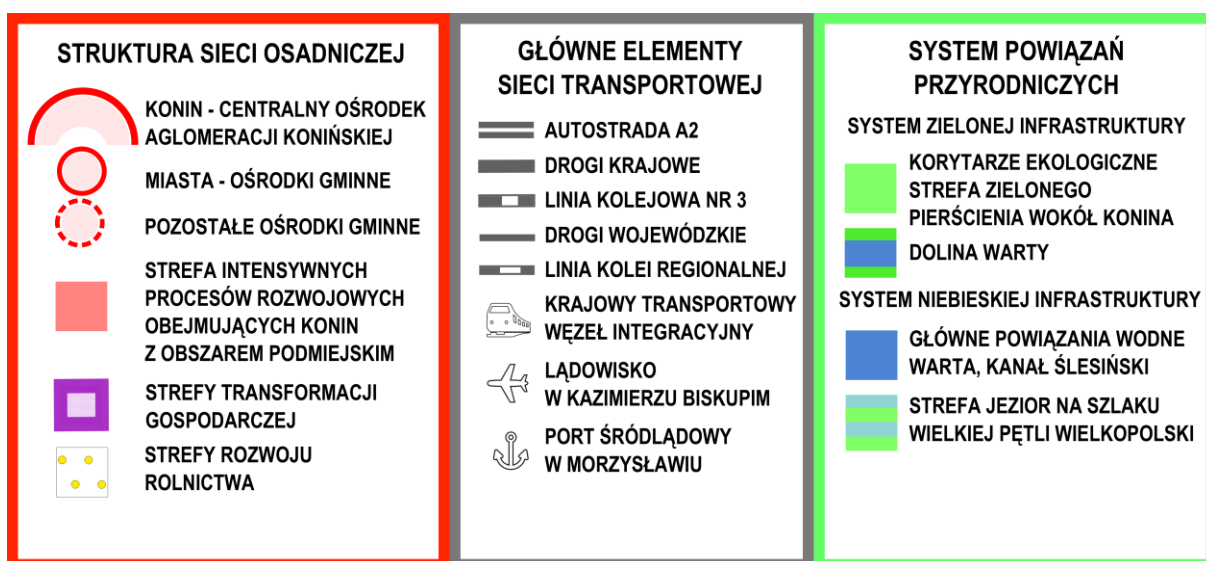 STRUKTURA SIECI OSADNICZEJ
KONIN - CENTRALNY OŚRODEK
AGLOMERACJI KONIŃSKIEJ
MIASTA - OŚRODKI GMINNE
POZOSTAŁE OŚRODKI GMINNE
STREFA INTENSYWNYCH
PROCESÓW ROZWOJOWYCH
OBEJMUJĄCYCH KONIN
Z OBSZAREM PODMIEJSKIM
STREFY TRANSFORMACJI
GOSPODARCZEJ
STREFY ROZWOJU
ROLNICTWA
GŁÓWNE ELEMENTY
SIECI TRANSPORTOWEJ
AUTOSTRADA A2
DROGI KRAJOWE
LINIA KOLEJOWA NR 3
DROGI WOJEWÓDZKIE
LINIA KOLEI REGIONALNEJ
KRAJOWY TRANSPORTOWY
WĘZEŁ INTEGRACYJNY
LĄDOWISKO
W KAZIMIERZU BISKUPIM
PORT ŚRÓDLĄDOWY
W MORZYSŁAWIU
SYSTEM POWIĄZAŃ
PRZYRODNICZYCH
SYSTEM ZIELONEJ INFRASTRUKTURY
KORYTARZE EKOLOGICZNE
STREFA ZIELONEGO
PIERŚCIENIA WOKÓŁ KONINA
DOLINA WARTY
SYSTEM NIEBIESKIEJ INFRASTRUKTURY
GŁÓWNE POWIĄZANIA WODNE
WARTA, KANAŁ ŚLESIŃSKI
STREFA JEZIOR NA SZLAKU
WIELKIEJ PĘTLI WIELKOPOLSKI